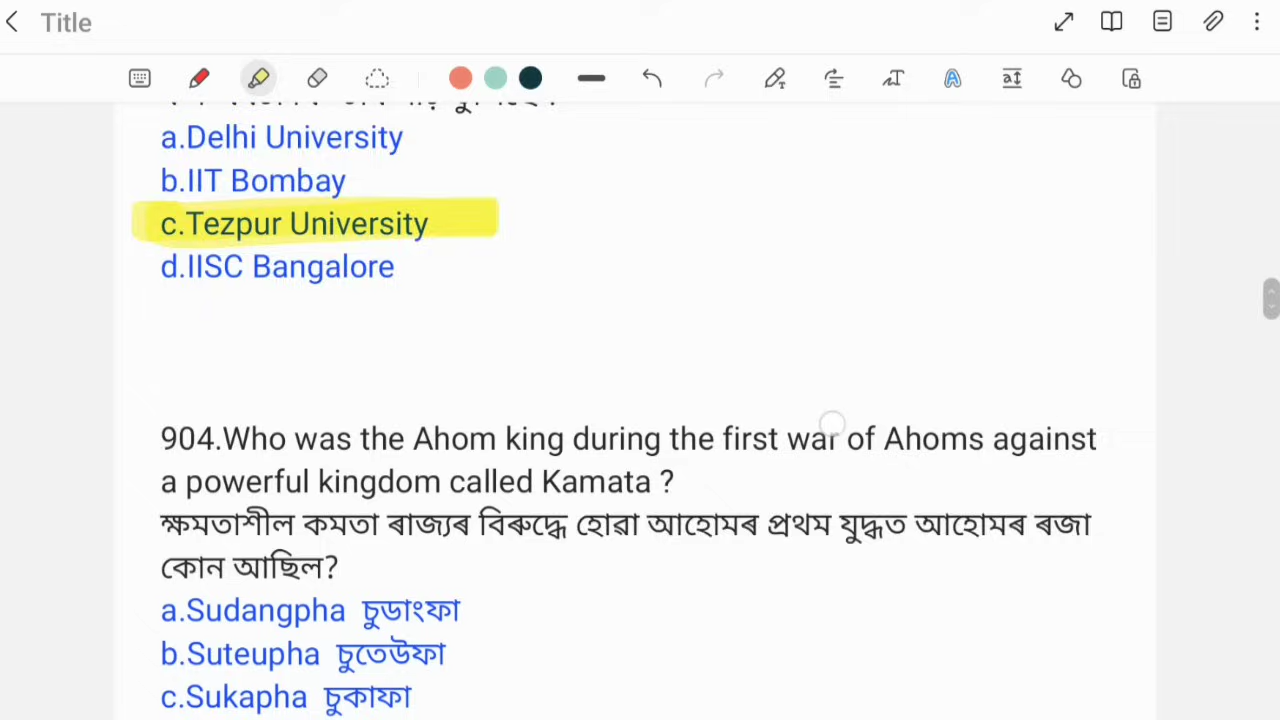 Title
a.Delhi University
b.IIT Bombay
c.Tezpur University
d.IISC Bangalore
904.Who was the Ahom king during the first war of Ahoms against
a powerful kingdom called Kamata ?
ক্ষমতাশীল কমতা ৰাজ্যৰ বিৰুদ্ধে হোৱা আহোমৰ প্ৰথম যুদ্ধত আহোমৰ ৰজা
কোন আছিল?
a.Sudangpha চুডাংফা
b.Suteupha চুতেউফা
c.Sukapha চুকাফা